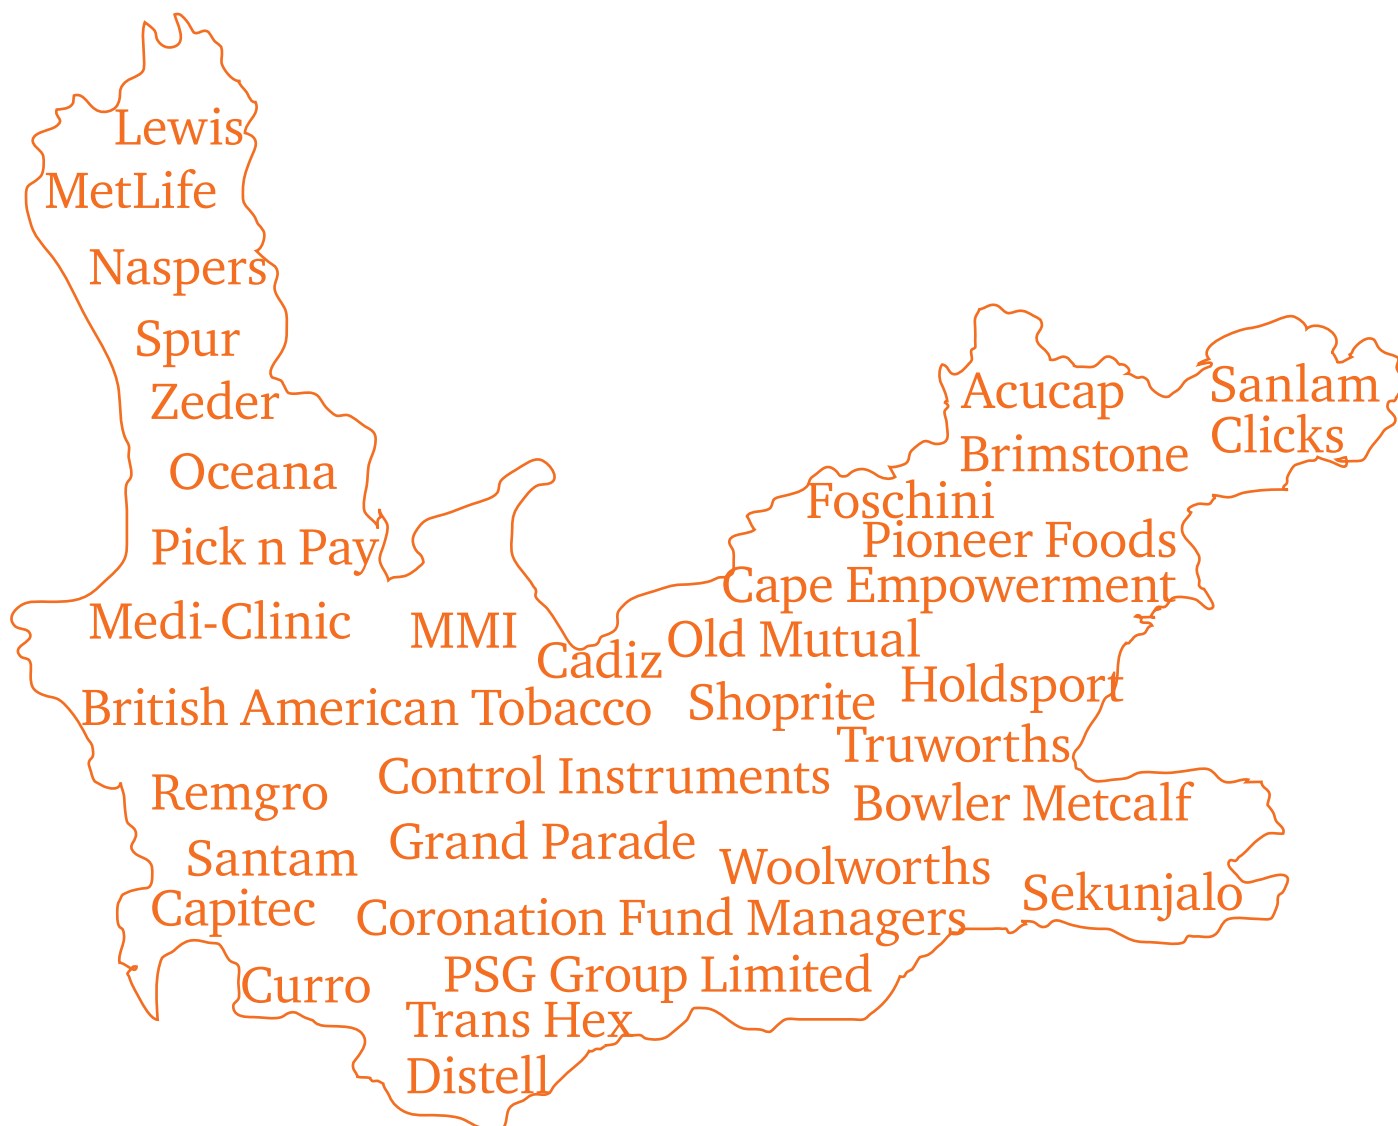 Lewis
MetLife
Naspers
Spur
Zeder
Oceana
Pick n Pay
Medi-Clinic
MMI
Cadiz
Old Mutual
Acucap
Sanlam
Clicks
Brimstone
Foschini
Pioneer Foods
Cape Empowerment
Holdsport
Shoprite
British American Tobacco
Truworths
Control Instruments
Remgro
Bowler Metcalf
Grand Parade
Santam
Woolworths
Sekunjalo
Capitec
Coronation Fund Managers
PSG Group Limited
Curro
Trans Hex
Distell